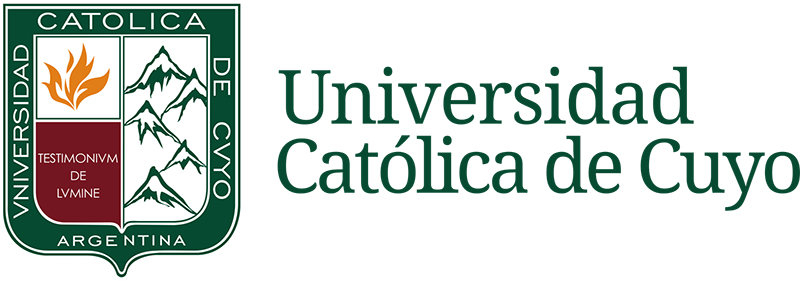 VNIVERSIDAD
CATOLICA
DE CVYO
TESTIMONIVM
DE
LVMINE
ARGENTINA
Universidad
Católica de Cuyo